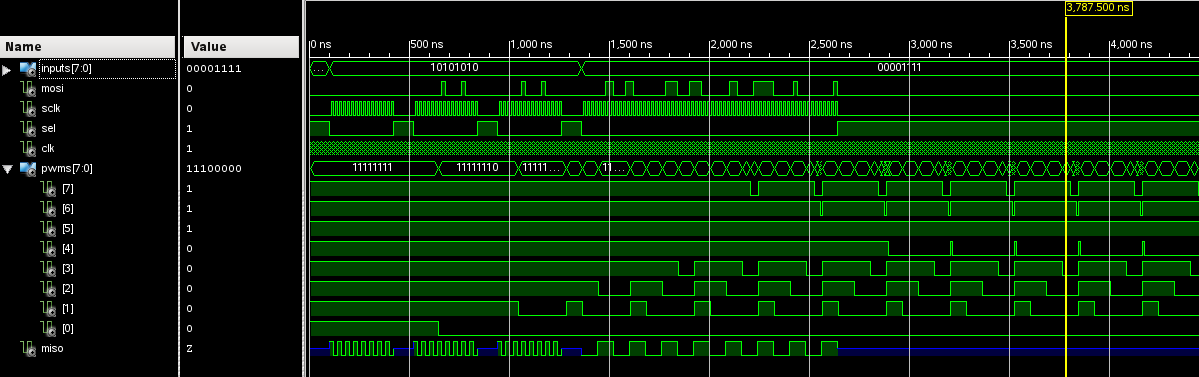 3,787.500 ns
Name Value
0 ns 500 ns 1,000 ns 1,500 ns 2,000 ns 2,500 ns 3,000 ns 3,500 ns 4,000 ns
inputs[7:0] 00001111 ... 10101010 00001111
mosi 0
sclk 0
sel 1
clk 1
pwms[7:0] 11100000 11111111 11111110 11111... 11...
[7] 1
[6] 1
[5] 1
[4] 0
[3] 0
[2] 0
[1] 0
[0] 0
miso Z